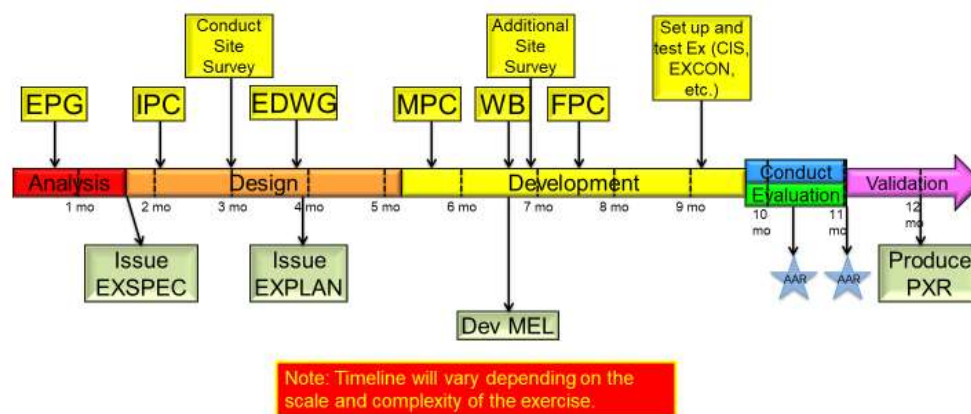 Conduct
Site
Survey
Additional
Site
Survey
Set up and
test Ex (CIS,
EXCON,
etc.)
EPG
IPC
EDWG
MPC
WB
FPC
Analysis
Design
Development
Conduct
Evaluation
Validation
1 mo
2 mo
3 mo
4 mo
5 mo
6 mo
7 mo
8 mo
9 mo
10
mo
11
mo
12
mo
Issue
EXSPEC
Issue
EXPLAN
Dev MEL
AAR
AAR
Produce
PXR
Note: Timeline will vary depending on the
scale and complexity of the exercise.